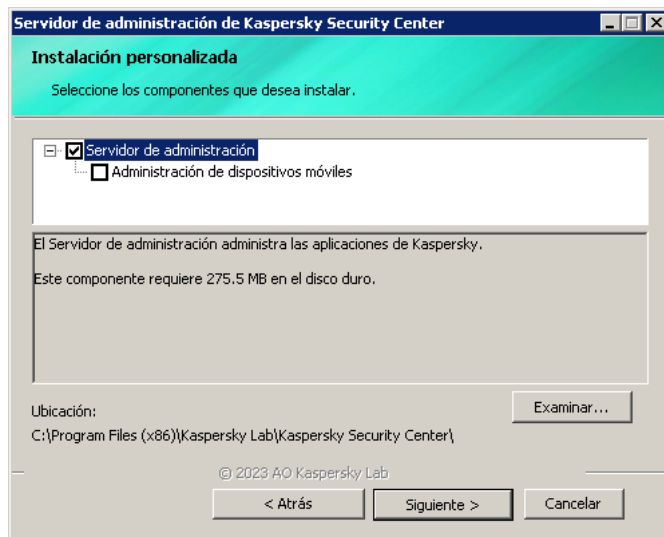 Servidor de administración de Kaspersky Security Center
Instalación personalizada
Seleccione los componentes que desea instalar.
Servidor de administración
Administración de dispositivos móviles
El Servidor de administración administra las aplicaciones de Kaspersky.
Este componente requiere 275.5 MB en el disco duro.
Examinar...
Ubicación:
C:\Program Files (x86)\Kaspersky Lab\Kaspersky Security Center\
© 2023 AO Kaspersky Lab
< Atrás
Siguiente >
Cancelar